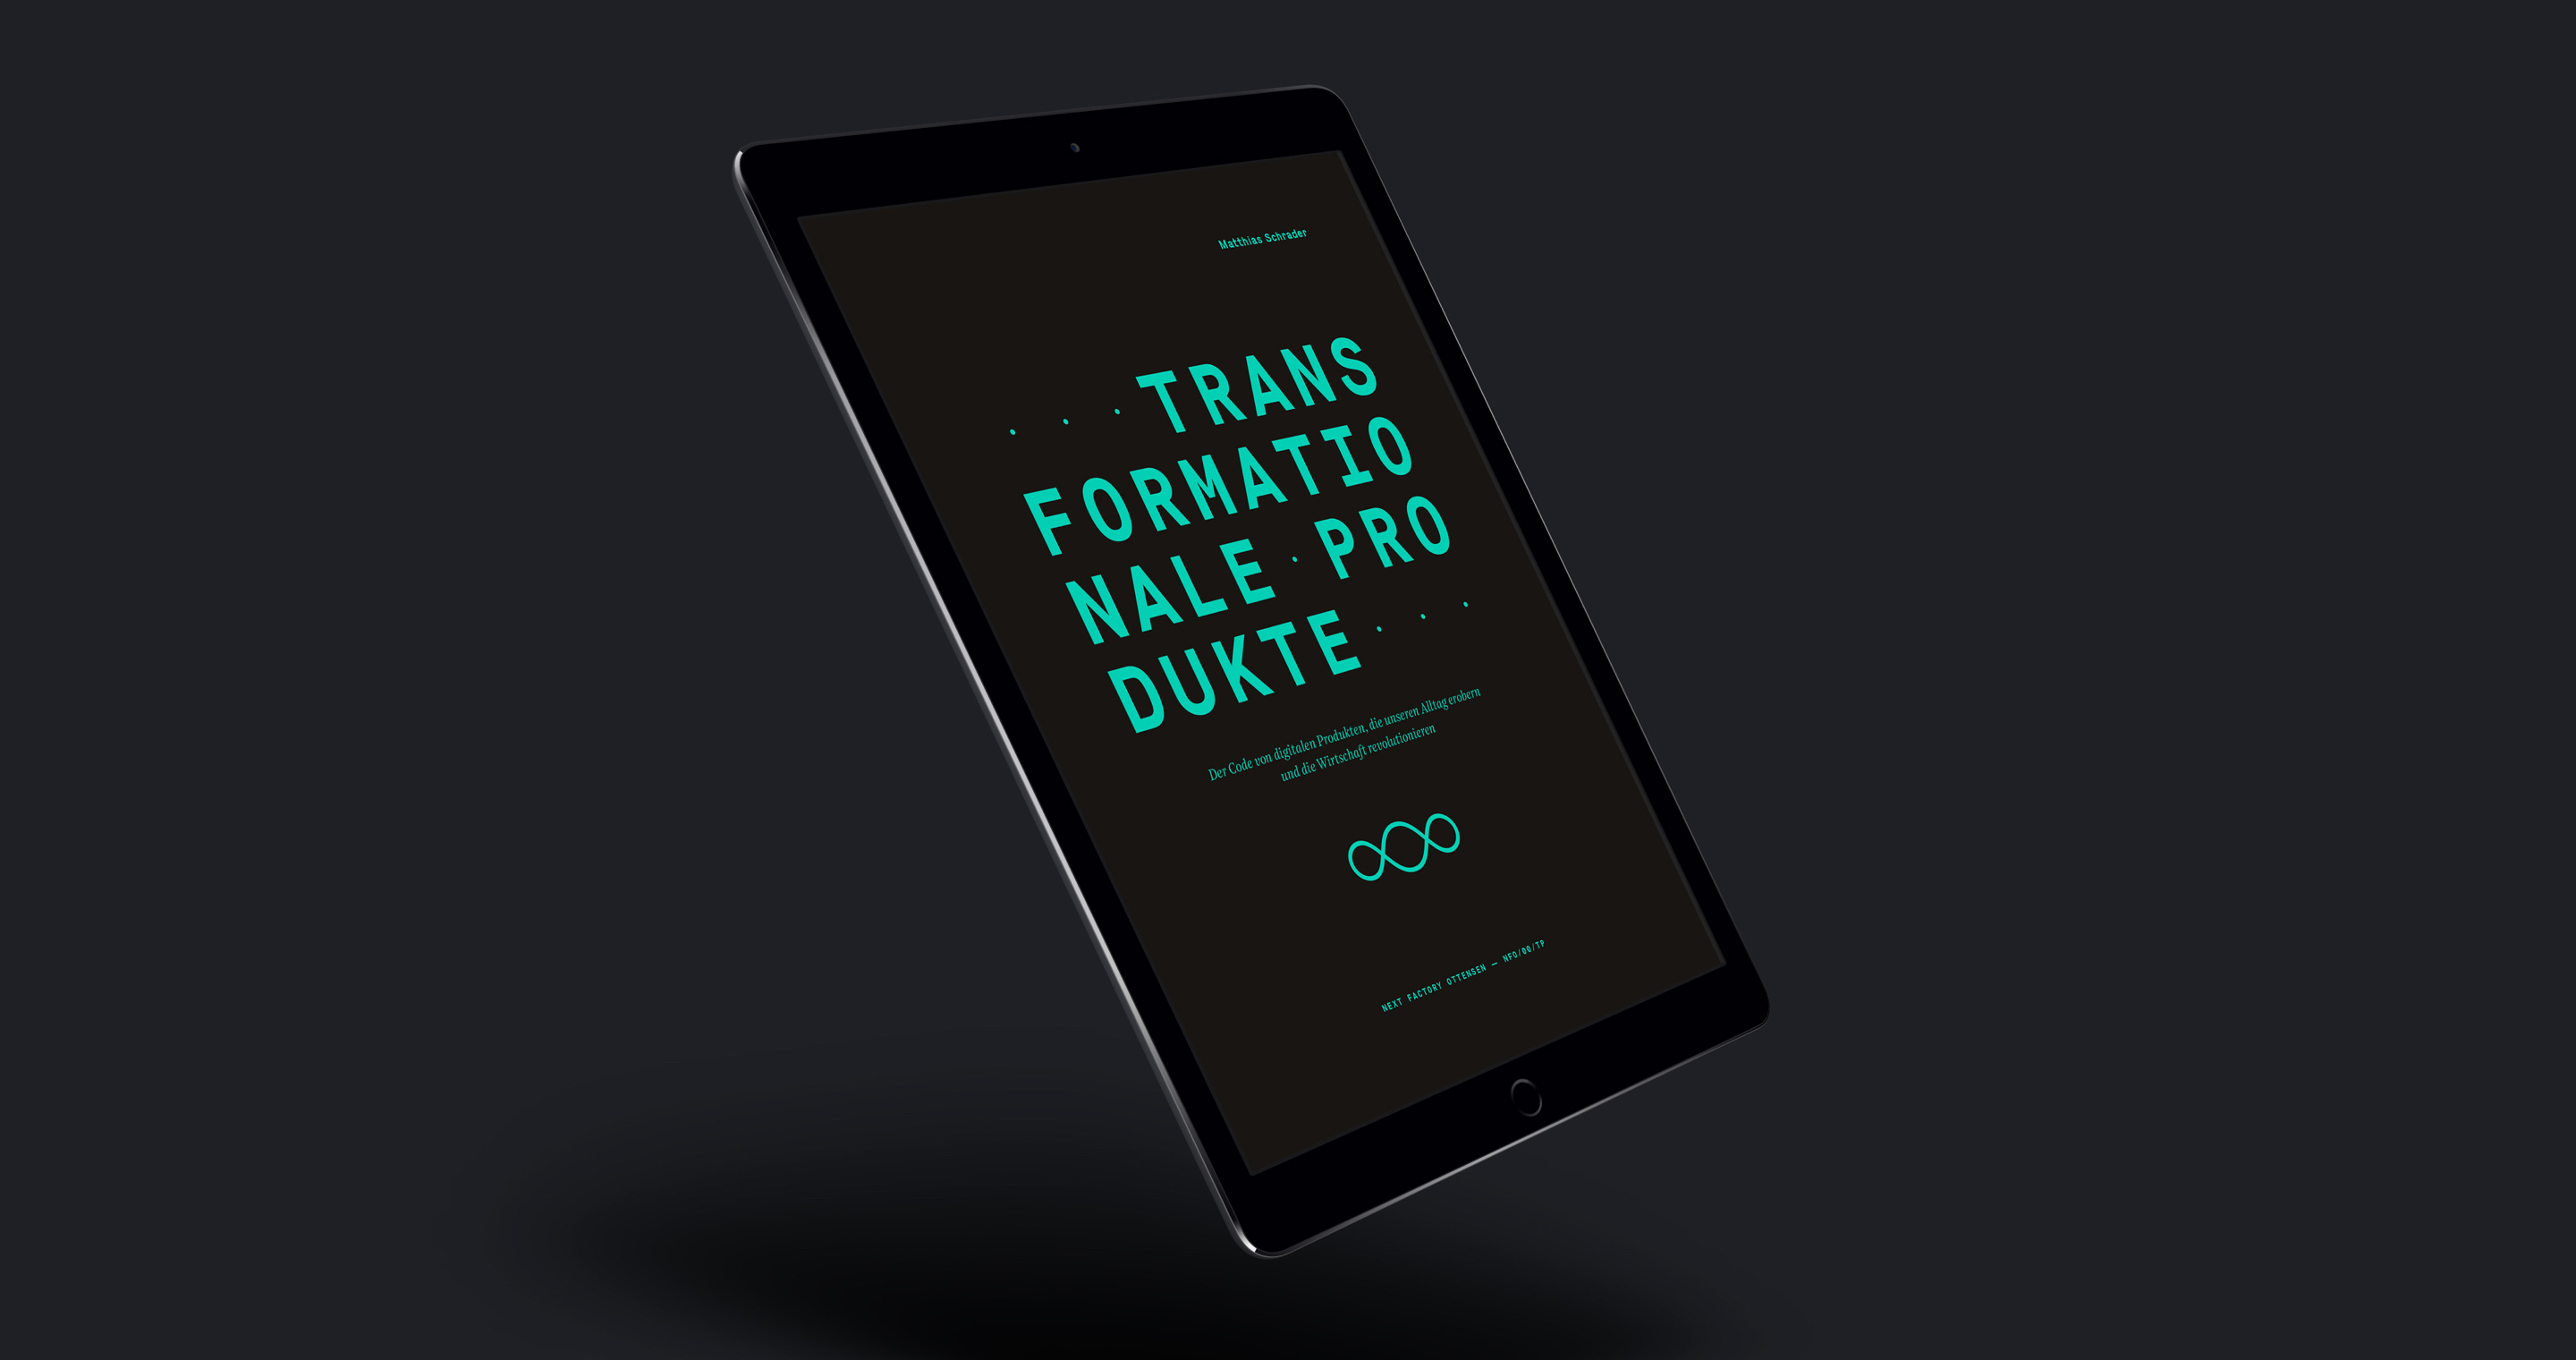 Matthias Schrader
· · · TRANS
FORMATIO
NALE · PRO
DUKTE · · ·
Der Code von digitalen Produkten, die unseren Alltag erobern
und die Wirtschaft revolutionieren
NEXT FACTORY OTTENSEN — NFO/00/TP